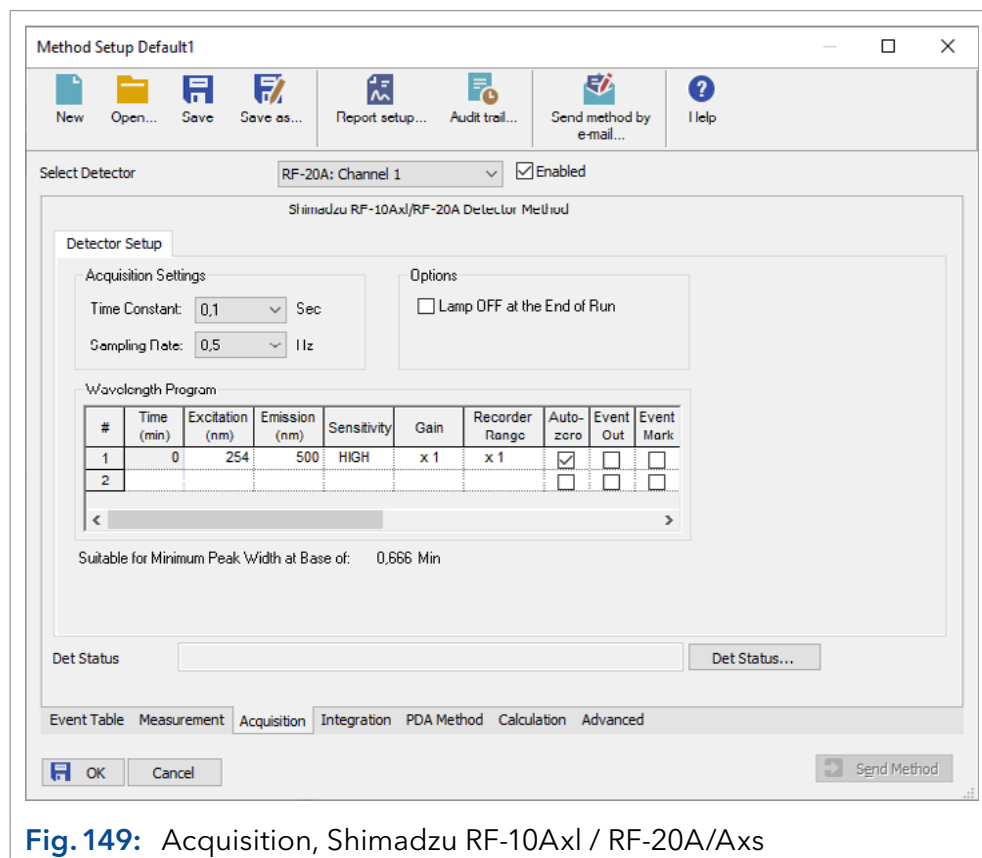 Method Setup Default1
New Open... Save Save as... Report setup... Audit trail... Send method by e-mail... Help
Select Detector RF-20A: Channel 1 Enabled
Shimadzu RF-10Axl/RF-20A Detector Method
Detector Setup
Acquisition Settings Options
Time Constant: 0,1 Sec Lamp OFF at the End of Run
Sampling Rate: 0,5 Hz
Wavelength Program
# Time (min) Excitation (nm) Emission (nm) Sensitivity Gain Recorder Range Auto-zero Event Out Event Mark
1 0 254 500 HIGH x 1 x 1
2
Suitable for Minimum Peak Width at Base of: 0,666 Min
Det Status Det Status...
Event Table Measurement Acquisition Integration PDA Method Calculation Advanced
OK Cancel Send Method
Fig. 149: Acquisition, Shimadzu RF-10Axl / RF-20A/Axs